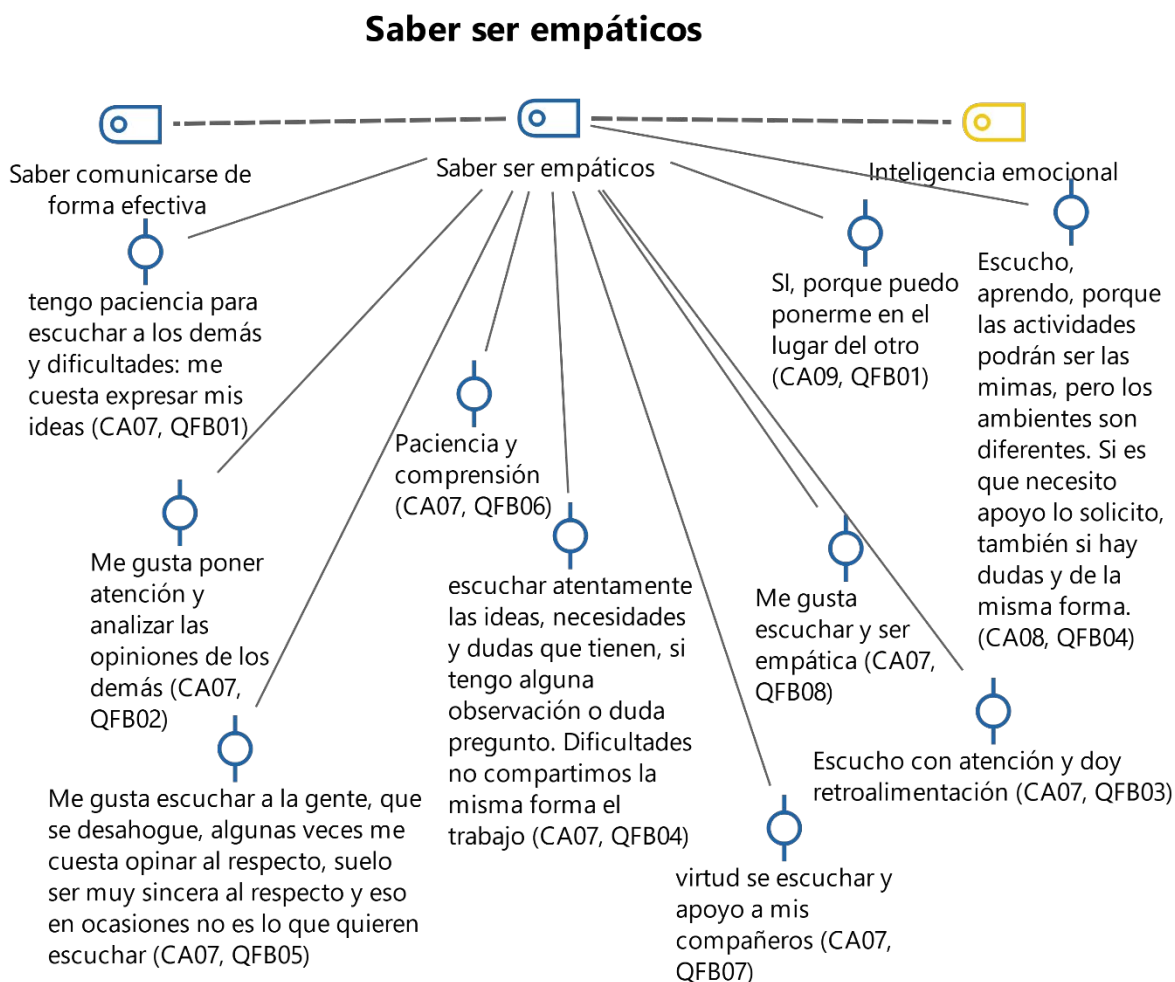 Saber ser empáticos
Saber comunicarse de
forma efectiva
Saber ser empáticos
Inteligencia emocional
tengo paciencia para
escuchar a los demás
y dificultades: me
cuesta expresar mis
ideas (CA07, QFB01)
SI, porque puedo
ponerme en el
lugar del otro
(CA09, QFB01)
Escucho,
aprendo, porque
las actividades
podrán ser las
mimas, pero los
ambientes son
diferentes. Si es
que necesito
apoyo lo solicito,
también si hay
dudas y de la
misma forma.
(CA08, QFB04)
Paciencia y
comprensión
(CA07, QFB06)
Me gusta poner
atención y
analizar las
opiniones de los
demás (CA07,
QFB02)
escuchar atentamente
las ideas, necesidades
y dudas que tienen, si
tengo alguna
observación o duda
pregunto. Dificultades
no compartimos la
misma forma el
trabajo (CA07, QFB04)
Me gusta
escuchar y ser
empática (CA07,
QFB08)
Me gusta escuchar a la gente, que
se desahogue, algunas veces me
cuesta opinar al respecto, suelo
ser muy sincera al respecto y eso
en ocasiones no es lo que quieren
escuchar (CA07, QFB05)
Escucho con atención y doy
retroalimentación (CA07, QFB03)
virtud se escuchar y
apoyo a mis
compañeros (CA07,
QFB07)